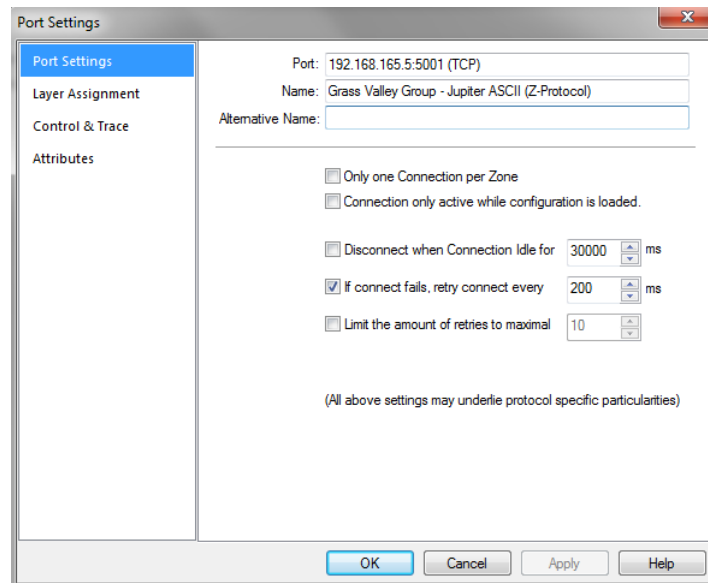 Port Settings
Port Settings
Layer Assignment
Control & Trace
Attributes
Port: 192.168.165.5:5001 (TCP)
Name: Grass Valley Group - Jupiter ASCII (Z-Protocol)
Alternative Name:
Only one Connection per Zone
Connection only active while configuration is loaded.
Disconnect when Connection Idle for 30000 ms
If connect fails, retry connect every 200 ms
Limit the amount of retries to maximal 10
(All above settings may underlie protocol specific particularities)
OK Cancel Apply Help